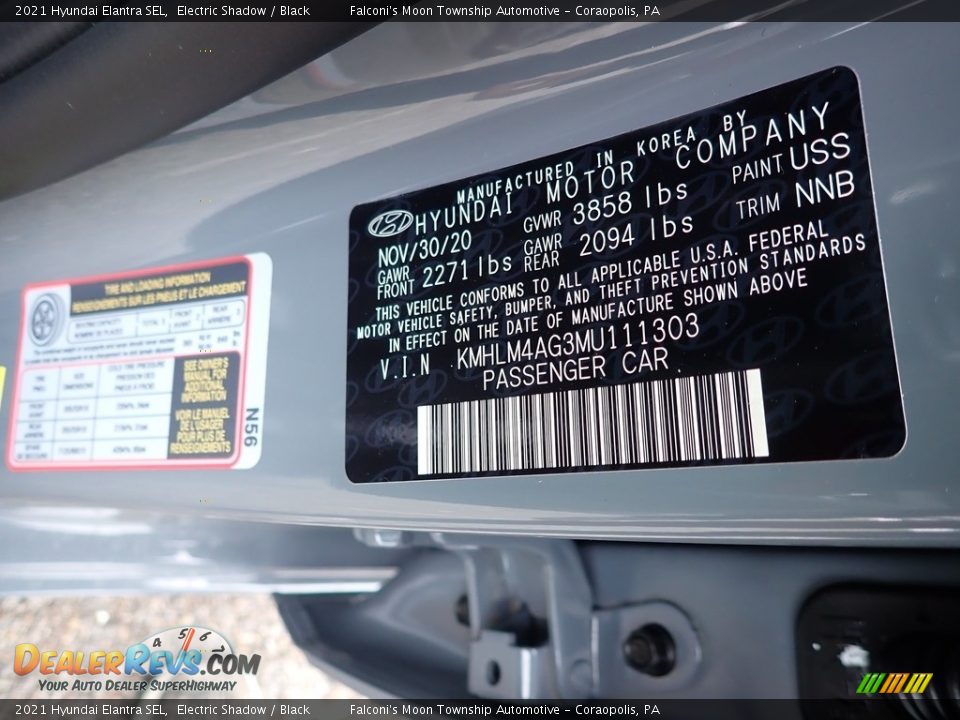 2021 Hyundai Elantra SEL, Electric Shadow / Black Falconi's Moon Township Automotive - Coraopolis, PA
MANUFACTURED IN KOREA BY
HYUNDAI MOTOR COMPANY
NOV/30/20 GVWR 3858 lbs PAINT USS
GAWR FRONT 2271 lbs GAWR REAR 2094 lbs TRIM NNB
THIS VEHICLE CONFORMS TO ALL APPLICABLE U.S.A. FEDERAL
MOTOR VEHICLE SAFETY, BUMPER, AND THEFT PREVENTION STANDARDS
IN EFFECT ON THE DATE OF MANUFACTURE SHOWN ABOVE
V.I.N KMHLM4AG3MU111303
PASSENGER CAR
TIRE AND LOADING INFORMATION
RENSEIGNEMENTS SUR LES PNEUS ET LE CHARGEMENT
SEE OWNER'S
MANUAL FOR
ADDITIONAL
INFORMATION
VOIR LE MANUEL
DE L'USAGER
POUR PLUS DE
RENSEIGNEMENTS
N56
4 5 6
DealerRevs.com
Your Auto Dealer SuperHighway
2021 Hyundai Elantra SEL, Electric Shadow / Black Falconi's Moon Township Automotive - Coraopolis, PA